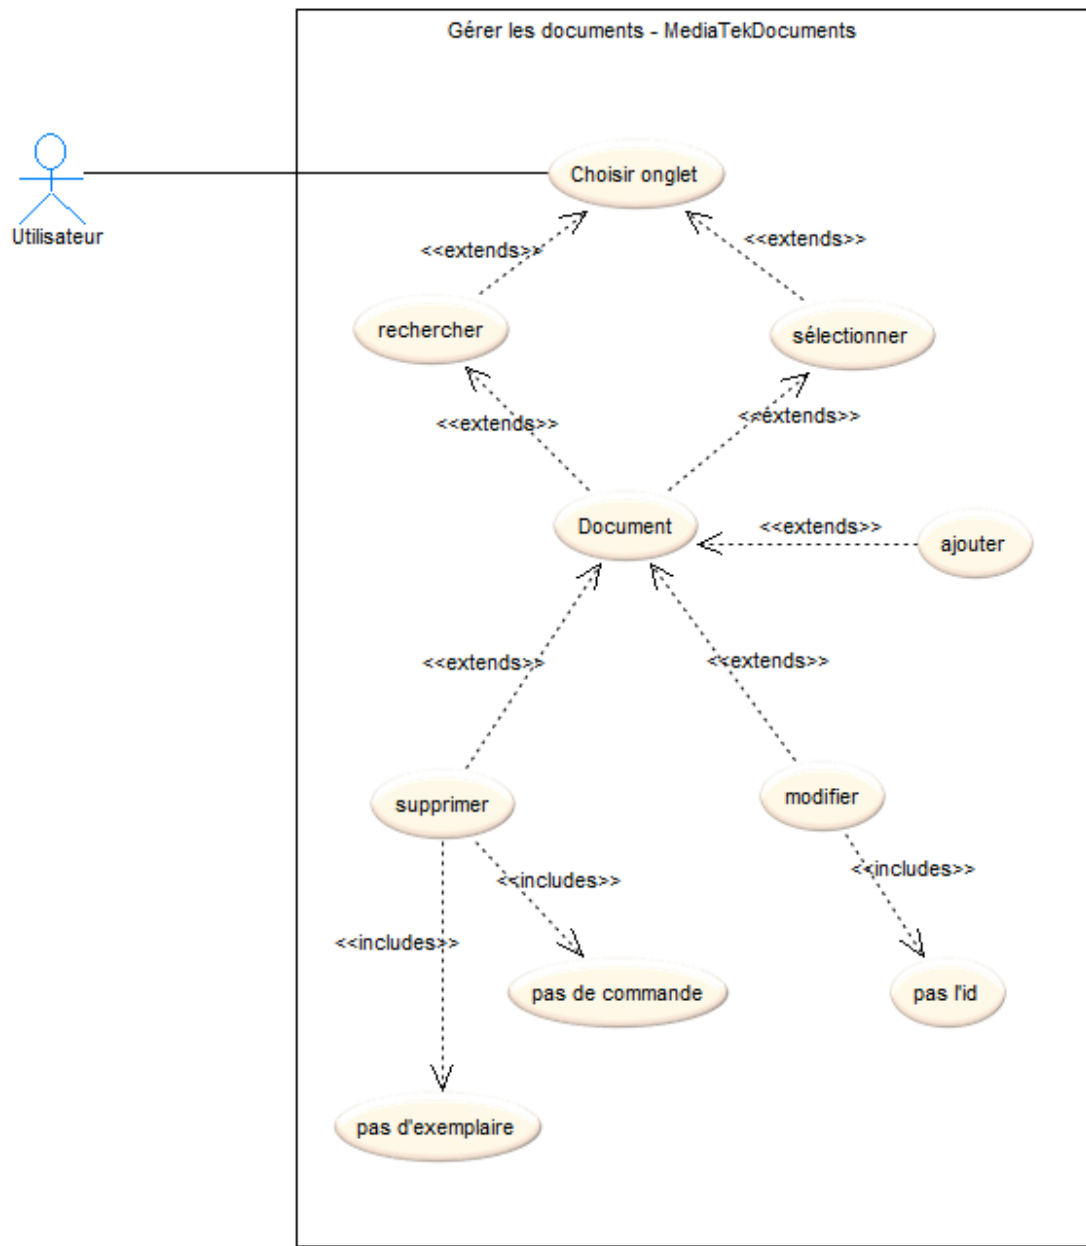 Gérer les documents - MediaTekDocuments
Choisir onglet
Utilisateur
<<extends>>
<<extends>>
rechercher
sélectionner
<<extends>>
<<extends>>
Document
<<extends>>
ajouter
<<extends>>
<<extends>>
supprimer
modifier
<<includes>>
<<includes>>
<<includes>>
pas de commande
pas l'id
pas d'exemplaire